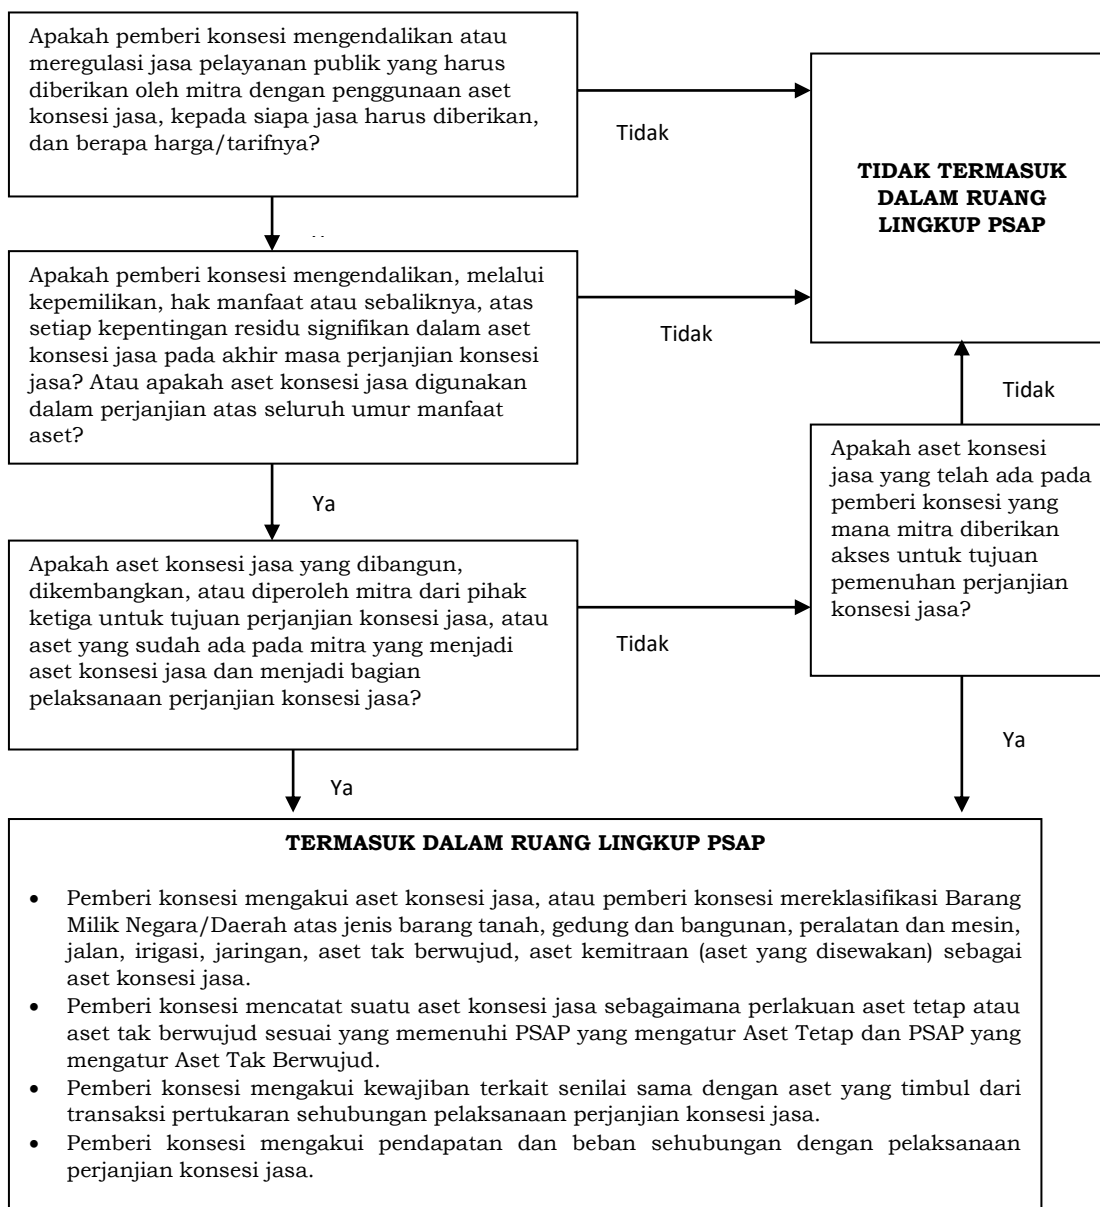 Apakah pemberi konsesi mengendalikan atau
meregulasi jasa pelayanan publik yang harus
diberikan oleh mitra dengan penggunaan aset
konsesi jasa, kepada siapa jasa harus diberikan,
dan berapa harga/tarifnya?
Tidak
TIDAK TERMASUK
DALAM RUANG
LINGKUP PSAP
Apakah pemberi konsesi mengendalikan, melalui
kepemilikan, hak manfaat atau sebaliknya, atas
setiap kepentingan residu signifikan dalam aset
konsesi jasa pada akhir masa perjanjian konsesi
jasa? Atau apakah aset konsesi jasa digunakan
dalam perjanjian atas seluruh umur manfaat
aset?
Tidak
Tidak
Ya
Apakah aset konsesi
jasa yang telah ada pada
pemberi konsesi yang
mana mitra diberikan
akses untuk tujuan
pemenuhan perjanjian
konsesi jasa?
Apakah aset konsesi jasa yang dibangun,
dikembangkan, atau diperoleh mitra dari pihak
ketiga untuk tujuan perjanjian konsesi jasa, atau
aset yang sudah ada pada mitra yang menjadi
aset konsesi jasa dan menjadi bagian
pelaksanaan perjanjian konsesi jasa?
Tidak
Ya
Ya
TERMASUK DALAM RUANG LINGKUP PSAP
• Pemberi konsesi mengakui aset konsesi jasa, atau pemberi konsesi mereklasifikasi Barang
Milik Negara/Daerah atas jenis barang tanah, gedung dan bangunan, peralatan dan mesin,
jalan, irigasi, jaringan, aset tak berwujud, aset kemitraan (aset yang disewakan) sebagai
aset konsesi jasa.
• Pemberi konsesi mencatat suatu aset konsesi jasa sebagaimana perlakuan aset tetap atau
aset tak berwujud sesuai yang memenuhi PSAP yang mengatur Aset Tetap dan PSAP yang
mengatur Aset Tak Berwujud.
• Pemberi konsesi mengakui kewajiban terkait senilai sama dengan aset yang timbul dari
transaksi pertukaran sehubungan pelaksanaan perjanjian konsesi jasa.
• Pemberi konsesi mengakui pendapatan dan beban sehubungan dengan pelaksanaan
perjanjian konsesi jasa.